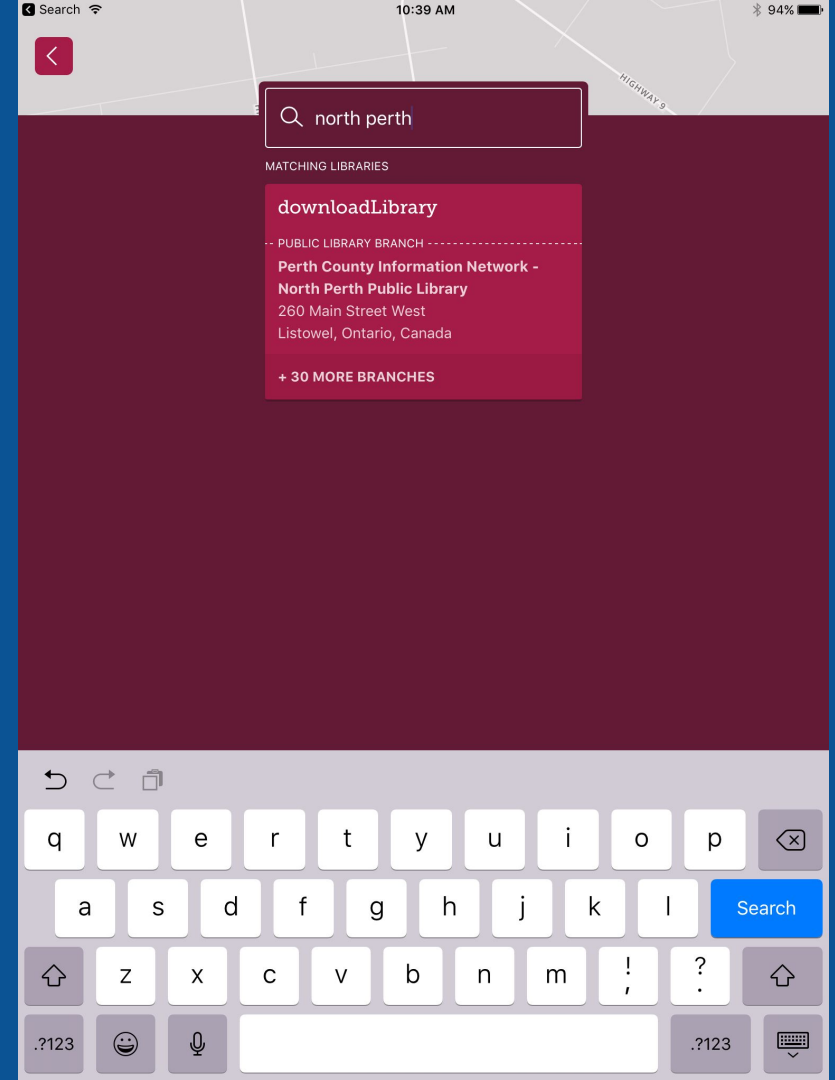 Search
10:39 AM
94%
HIGHWAY 9
north perth
MATCHING LIBRARIES
downloadLibrary
PUBLIC LIBRARY BRANCH
Perth County Information Network -
North Perth Public Library
260 Main Street West
Listowel, Ontario, Canada
+ 30 MORE BRANCHES
q w e r t y u i o p
a s d f g h j k l Search
z x c v b n m ! , ? .
.?123 .?123